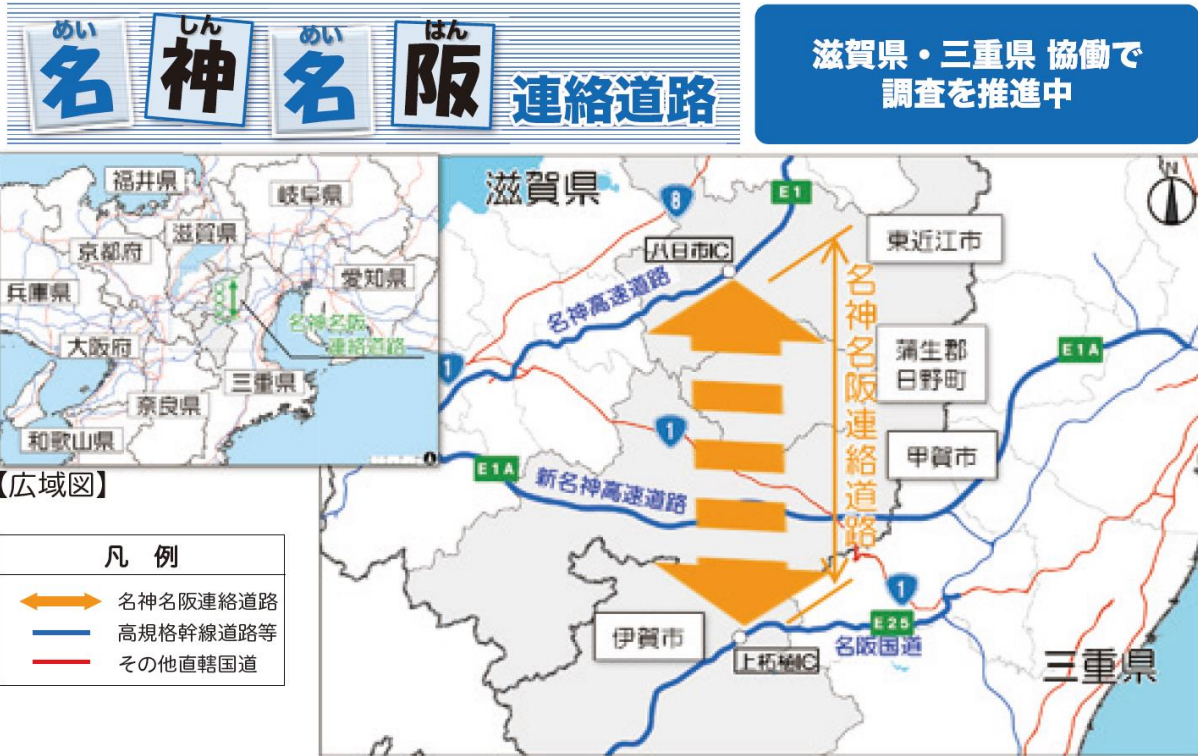 めい しん めい はん
名神名阪連絡道路
滋賀県・三重県 協働で
調査を推進中
福井県
岐阜県
滋賀県
京都府
兵庫県
愛知県
名神名阪
連絡道路
大阪府
三重県
奈良県
和歌山県
【広域図】
凡 例
名神名阪連絡道路
高規格幹線道路等
その他直轄国道
滋賀県
8
E1
N
八日市IC
東近江市
名神高速道路
名神名阪連絡道路
蒲生郡
日野町
E1A
1
1
甲賀市
E1A
新名神高速道路
1
伊賀市
E25
上柘植IC
名阪国道
三重県